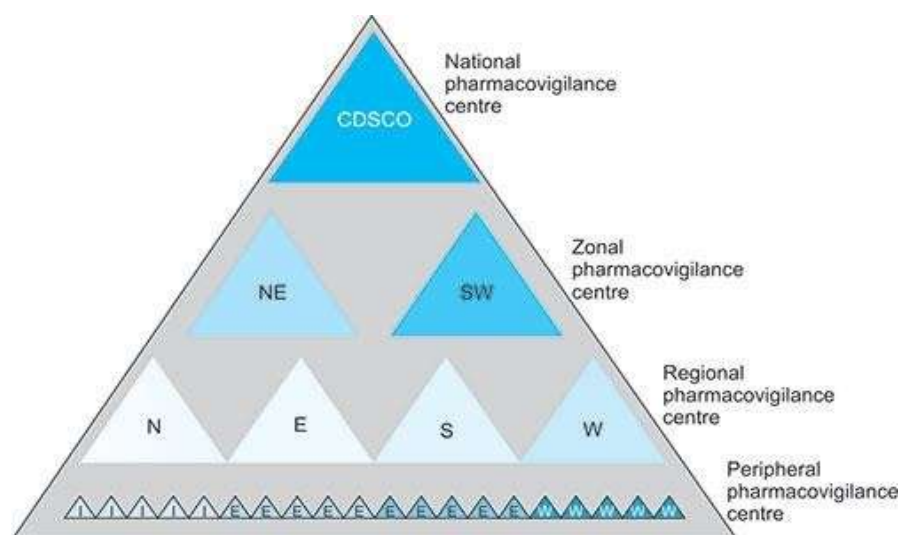 CDSCO
National
pharmacovigilance
centre
NE
SW
Zonal
pharmacovigilance
centre
N
E
S
W
Regional
pharmacovigilance
centre
I I I I I E E E E E E E E E E W W W W W
Peripheral
pharmacovigilance
centre